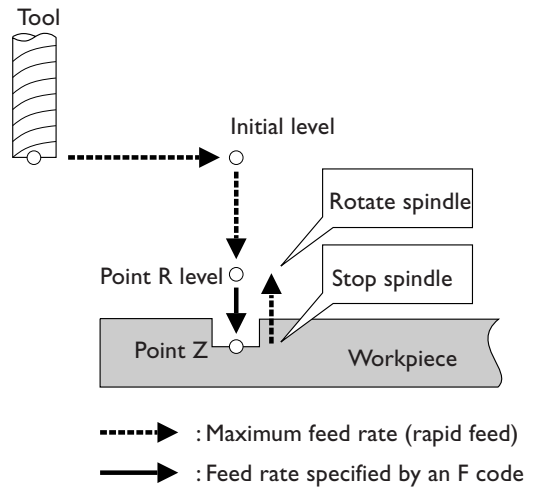 Tool
Initial level
Rotate spindle
Point R level
Stop spindle
Point Z
Workpiece
: Maximum feed rate (rapid feed)
: Feed rate specified by an F code